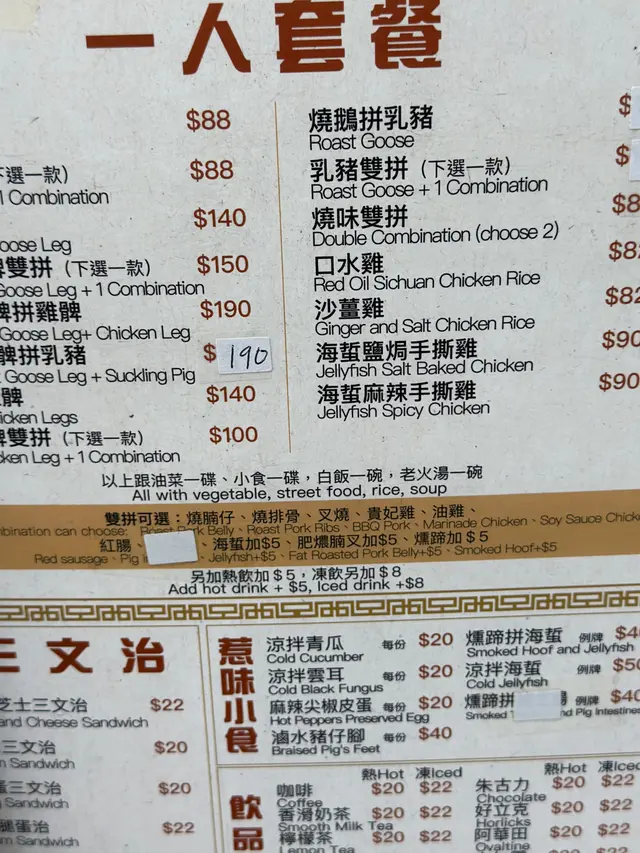 一人套餐
$88
下選一款) $88
1 Combination
$140
oose Leg
髀雙拼 (下選一款) $150
Goose Leg + 1 Combination
髀拼雞髀 $190
Goose Leg+ Chicken Leg
髀拼乳豬 $ 190
Goose Leg + Suckling Pig
髀 $140
icken Legs
髀雙拼 (下選一款) $100
ken Leg + 1 Combination
燒鵝拼乳豬 $
Roast Goose
乳豬雙拼 (下選一款) $
Roast Goose + 1 Combination
燒味雙拼 $8
Double Combination (choose 2)
口水雞 $82
Red Oil Sichuan Chicken Rice
沙薑雞 $82
Ginger and Salt Chicken Rice
海蜇鹽焗手撕雞 $90
Jellyfish Salt Baked Chicken
海蜇麻辣手撕雞 $90
Jellyfish Spicy Chicken
以上跟油菜一碟、小食一碟，白飯一碗，老火湯一碗
All with vegetable, street food, rice, soup
雙拼可選：燒腩仔、燒排骨、叉燒、貴妃雞、油雞、
mbination can choose: Roast Pork Belly、Roast Pork Ribs、BBQ Pork、Marinade Chicken、Soy Sauce Chick
紅腸、 、海蜇加$5、肥燶叉加$5、燻蹄加$5
Red sausage、Pig in Jellyfish+$5、Fat Roasted Pork Belly+$5、Smoked Hoof+$5
另加熱飲加$5，凍飲另加$8
Add hot drink + $5, Iced drink +$8
三文治
芝士三文治 $22
and Cheese Sandwich
三文治 $20
m Sandwich
蛋三文治 $20
g Sandwich
腿蛋治 $22
m Sandwich
惹味小食
涼拌青瓜 每份 $20
Cold Cucumber
涼拌雲耳 每份 $20
Cold Black Fungus
麻辣尖椒皮蛋 每份 $20
Hot Peppers Preserved Egg
滷水豬仔腳 每份 $40
Braised Pig's Feet
燻蹄拼海蜇 例牌 $4
Smoked Hoof and Jellyfish
涼拌海蜇 例牌 $50
Cold Jellyfish
燻蹄拼 例牌 $40
Smoked nd Pig Intestines
飲品
熱Hot 凍Iced
咖啡 $20 $22
Coffee
香滑奶茶 $20 $22
Smooth Milk Tea
檸檬茶 $20 $22
Lemon Tea
熱Hot 凍Iced
朱古力 $20 $22
Chocolate
好立克 $20 $22
Horlicks
阿華田 $20 $22
Ovaltine